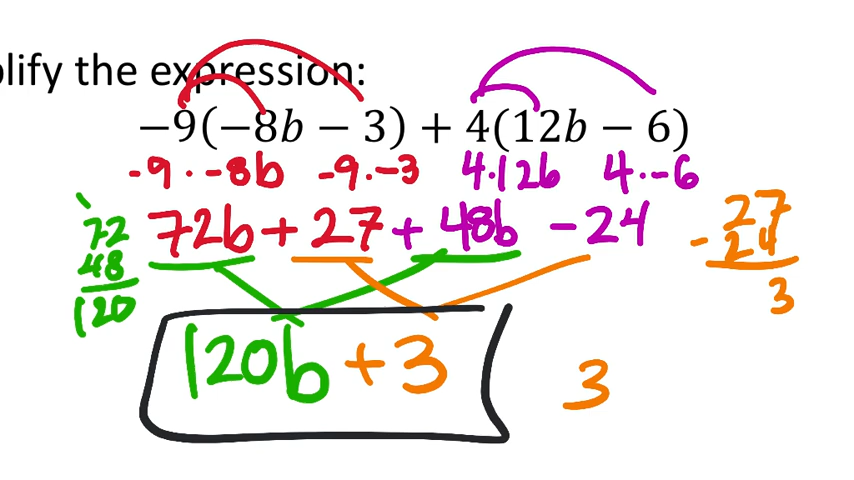 plify the expression:
−9(−8b − 3) + 4(12b − 6)
-9 · -8b -9 · -3 4 · 12b 4 · -6
72b + 27 + 48b - 24
72
48
120
27
- 24
3
120b + 3
3